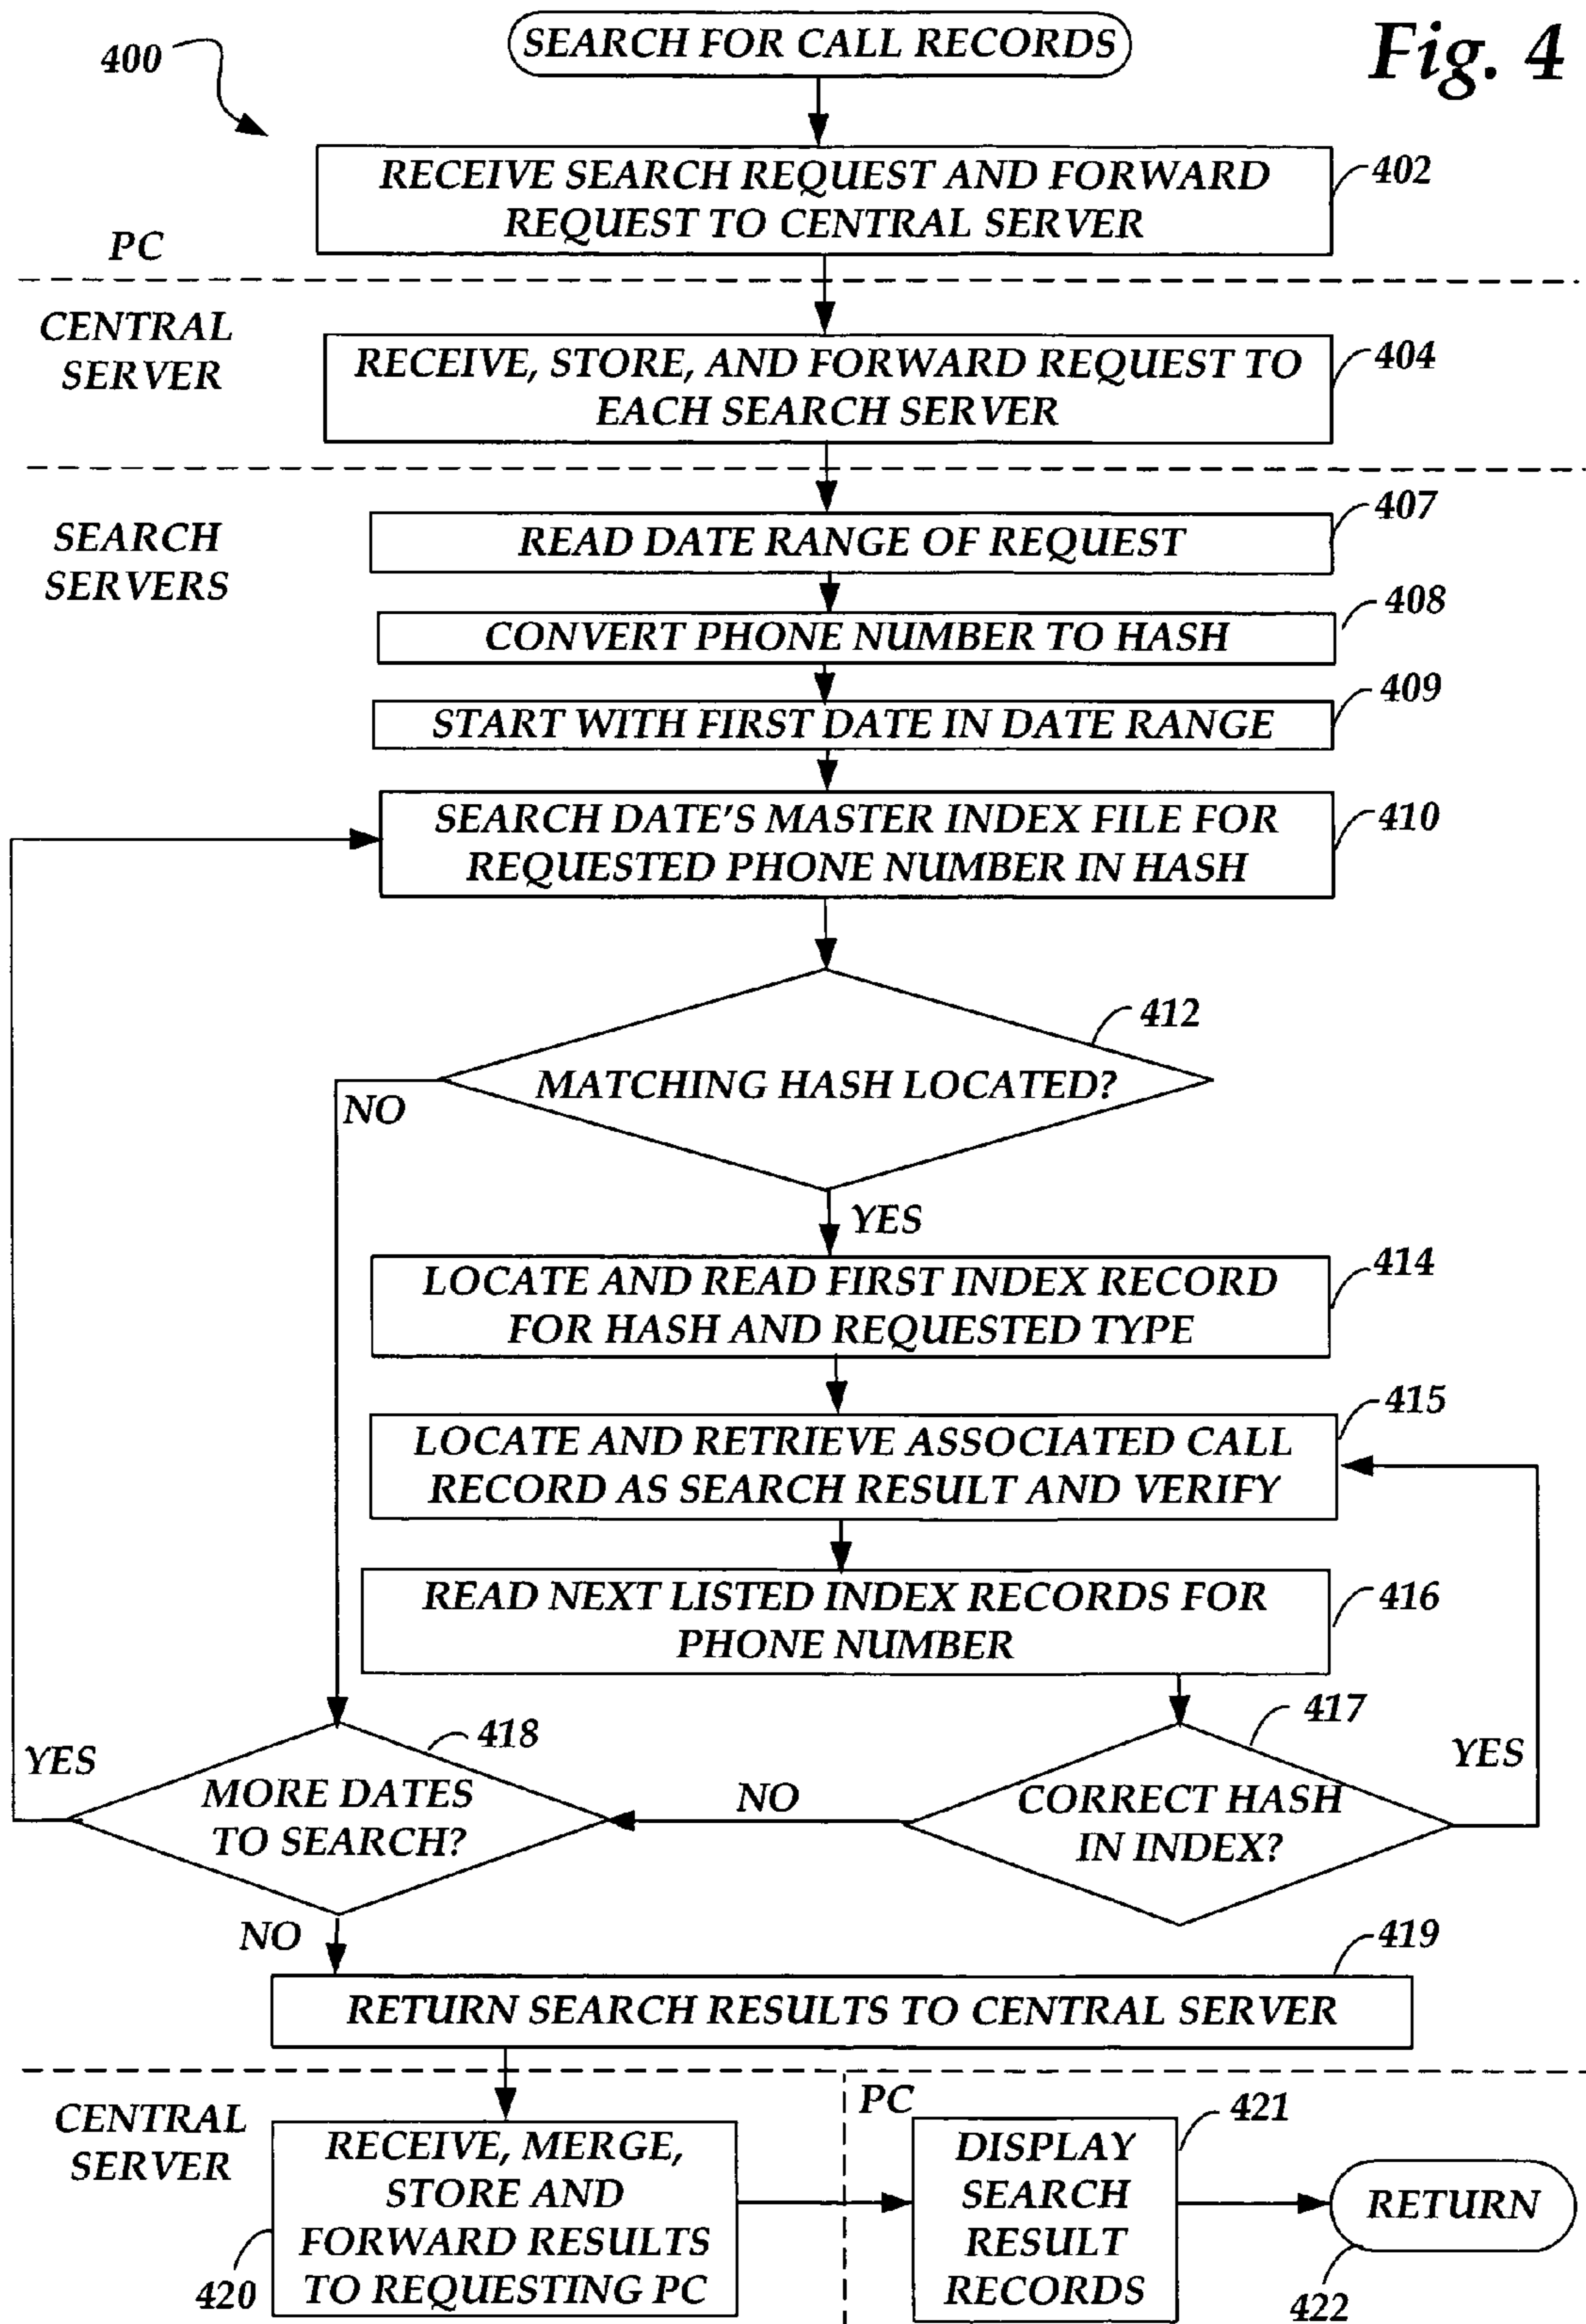 Fig. 4
400
SEARCH FOR CALL RECORDS
RECEIVE SEARCH REQUEST AND FORWARD
REQUEST TO CENTRAL SERVER
402
PC
CENTRAL
SERVER
RECEIVE, STORE, AND FORWARD REQUEST TO
EACH SEARCH SERVER
404
SEARCH
SERVERS
READ DATE RANGE OF REQUEST
407
CONVERT PHONE NUMBER TO HASH
408
START WITH FIRST DATE IN DATE RANGE
409
SEARCH DATE'S MASTER INDEX FILE FOR
REQUESTED PHONE NUMBER IN HASH
410
MATCHING HASH LOCATED?
412
NO
YES
LOCATE AND READ FIRST INDEX RECORD
FOR HASH AND REQUESTED TYPE
414
LOCATE AND RETRIEVE ASSOCIATED CALL
RECORD AS SEARCH RESULT AND VERIFY
415
READ NEXT LISTED INDEX RECORDS FOR
PHONE NUMBER
416
YES
MORE DATES
TO SEARCH?
418
NO
CORRECT HASH
IN INDEX?
417
YES
NO
RETURN SEARCH RESULTS TO CENTRAL SERVER
419
CENTRAL
SERVER
RECEIVE, MERGE,
STORE AND
FORWARD RESULTS
TO REQUESTING PC
420
PC
DISPLAY
SEARCH
RESULT
RECORDS
421
RETURN
422